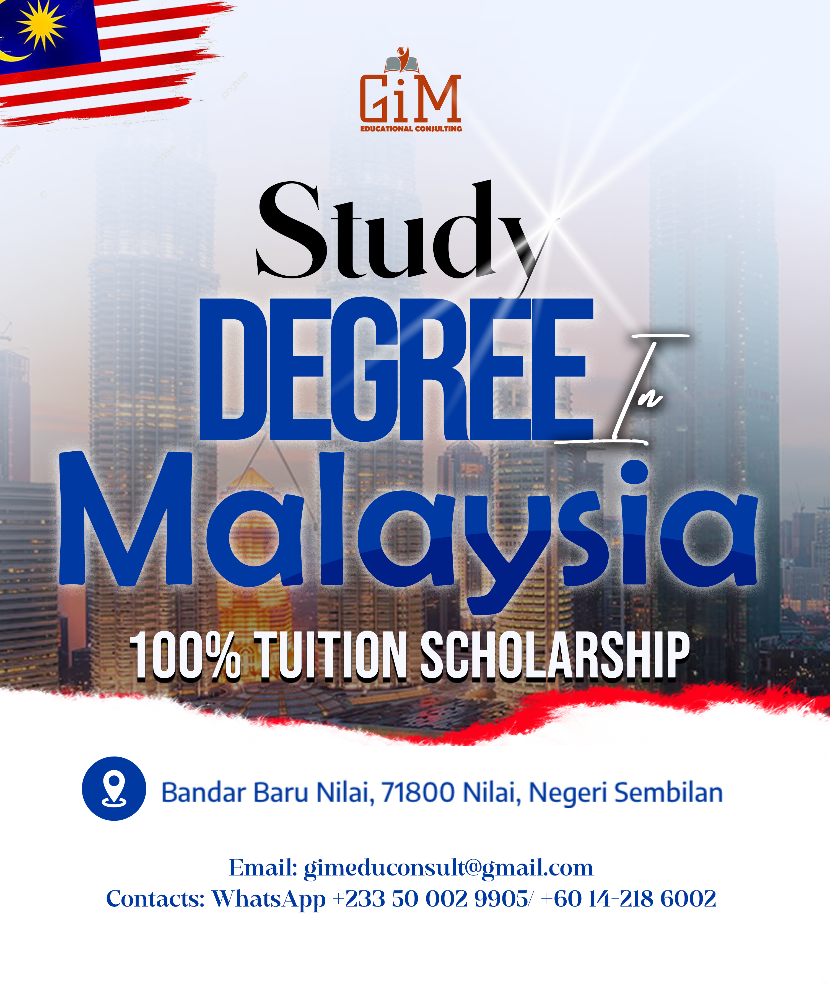 GiM
EDUCATIONAL CONSULTING
Study
DEGREE
In
Malaysia
100% TUITION SCHOLARSHIP
Bandar Baru Nilai, 71800 Nilai, Negeri Sembilan
Email: gimeduconsult@gmail.com
Contacts: WhatsApp +233 50 002 9905/ +60 14-218 6002